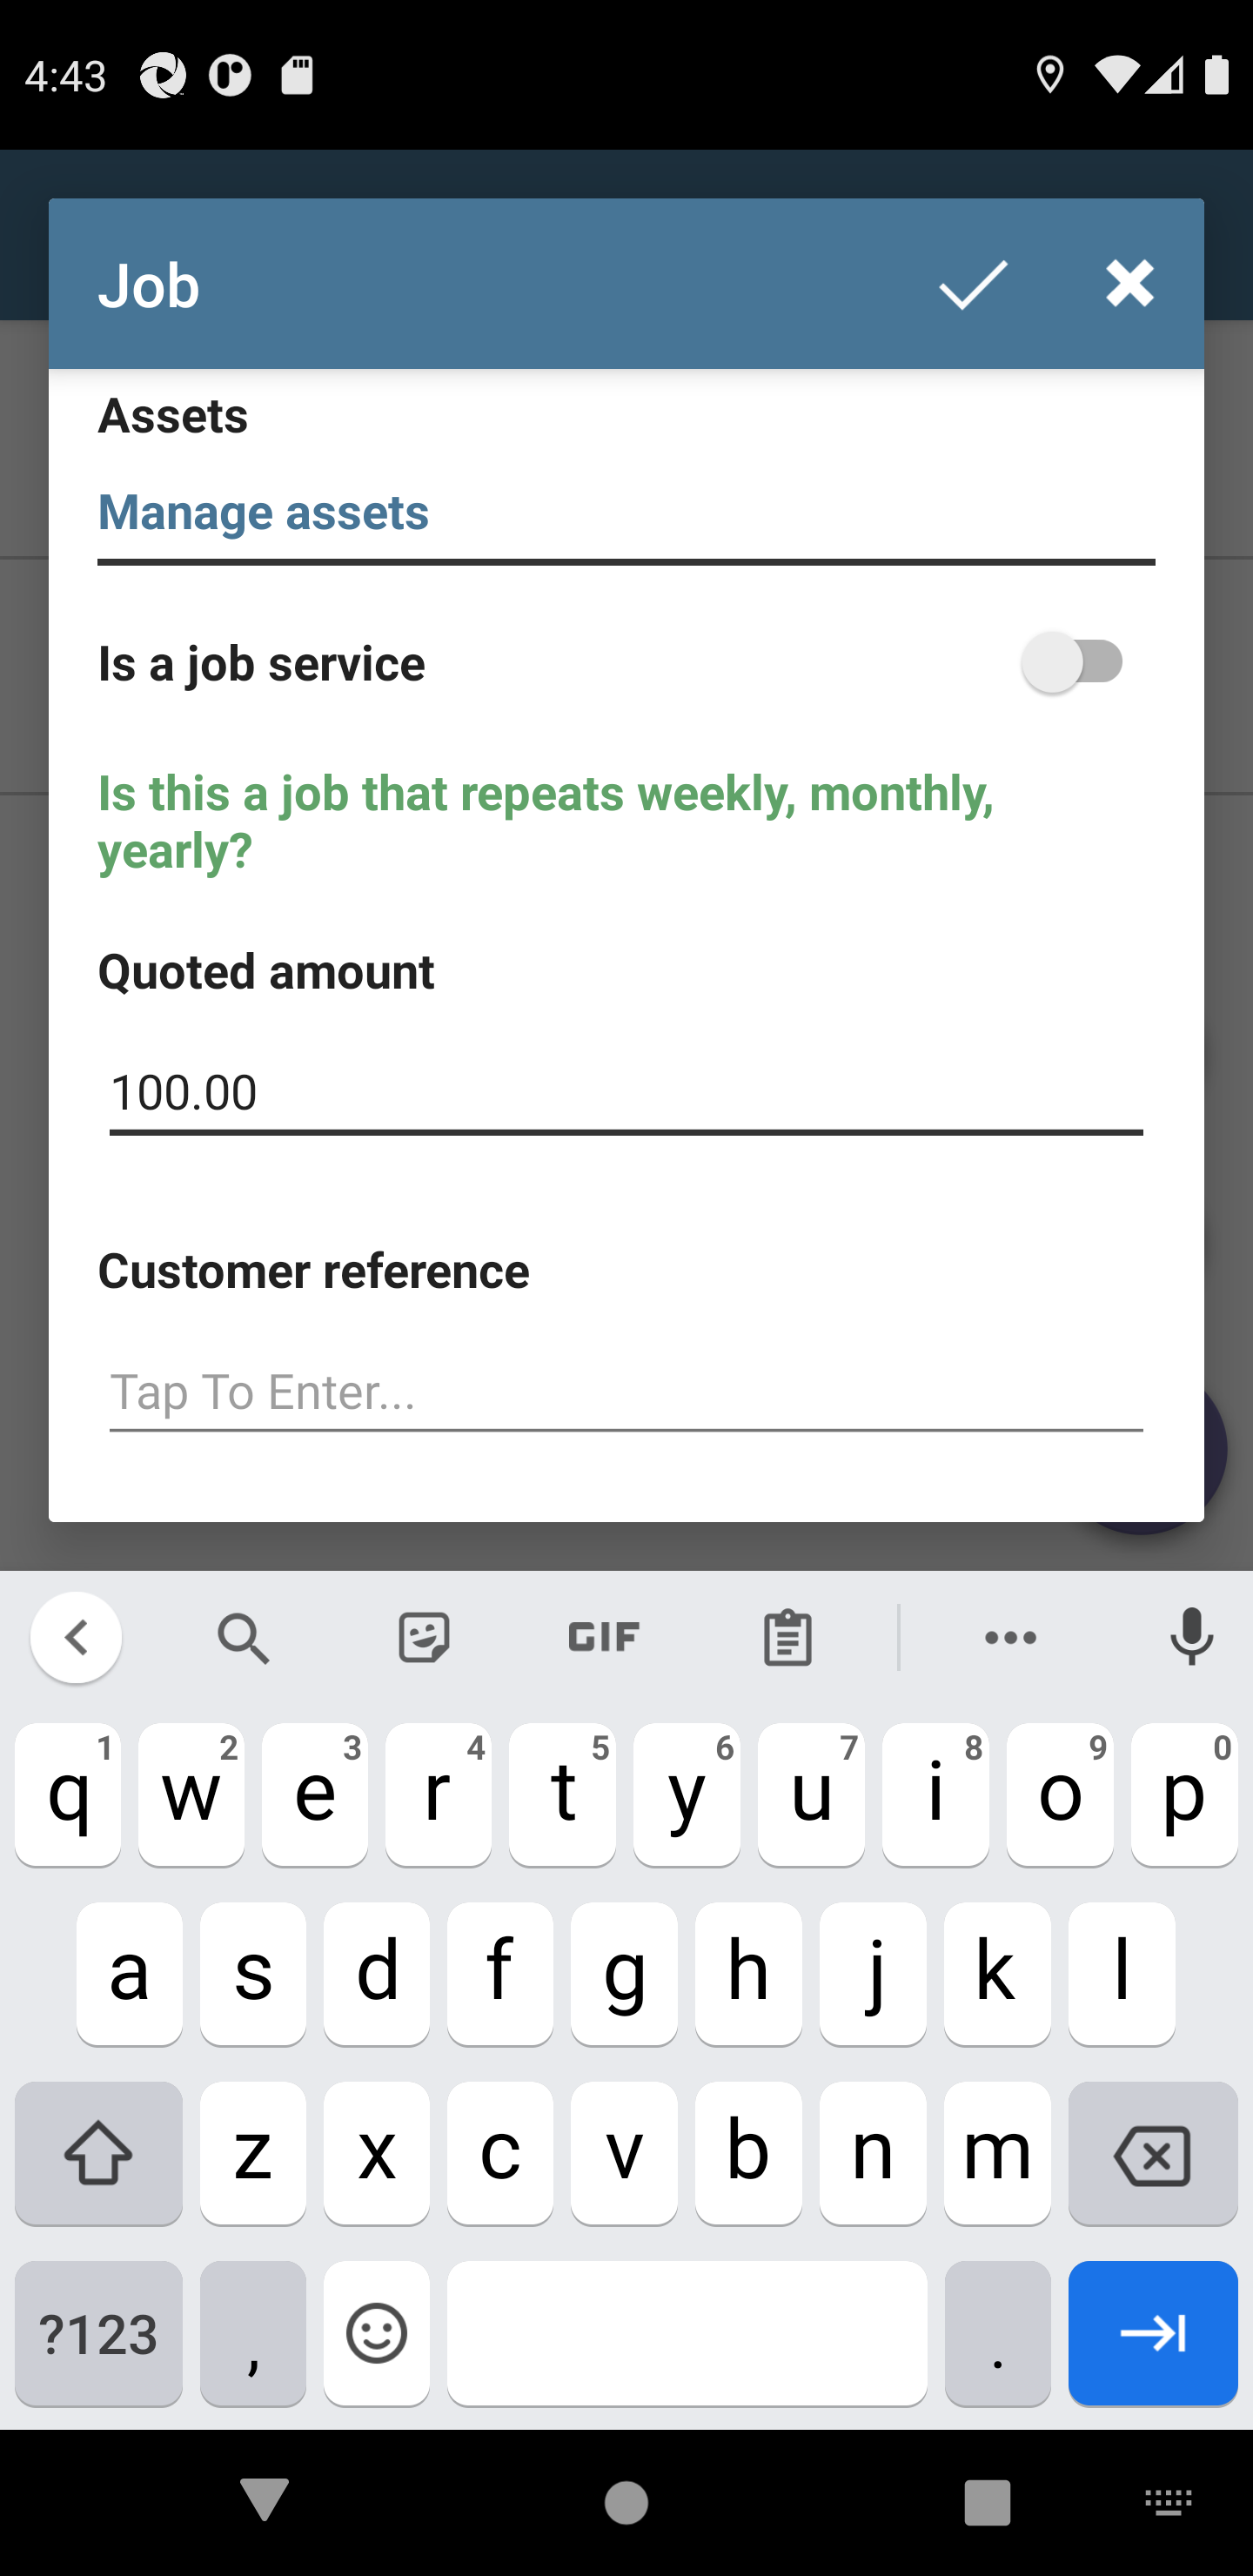 4:43
Job
Assets
Manage assets
Is a job service
Is this a job that repeats weekly, monthly,
yearly?
Quoted amount
100.00
Customer reference
Tap To Enter...
GIF
q 1 w 2 e 3 r 4 t 5 y 6 u 7 i 8 o 9 p 0
a s d f g h j k l
z x c v b n m
?123 , .